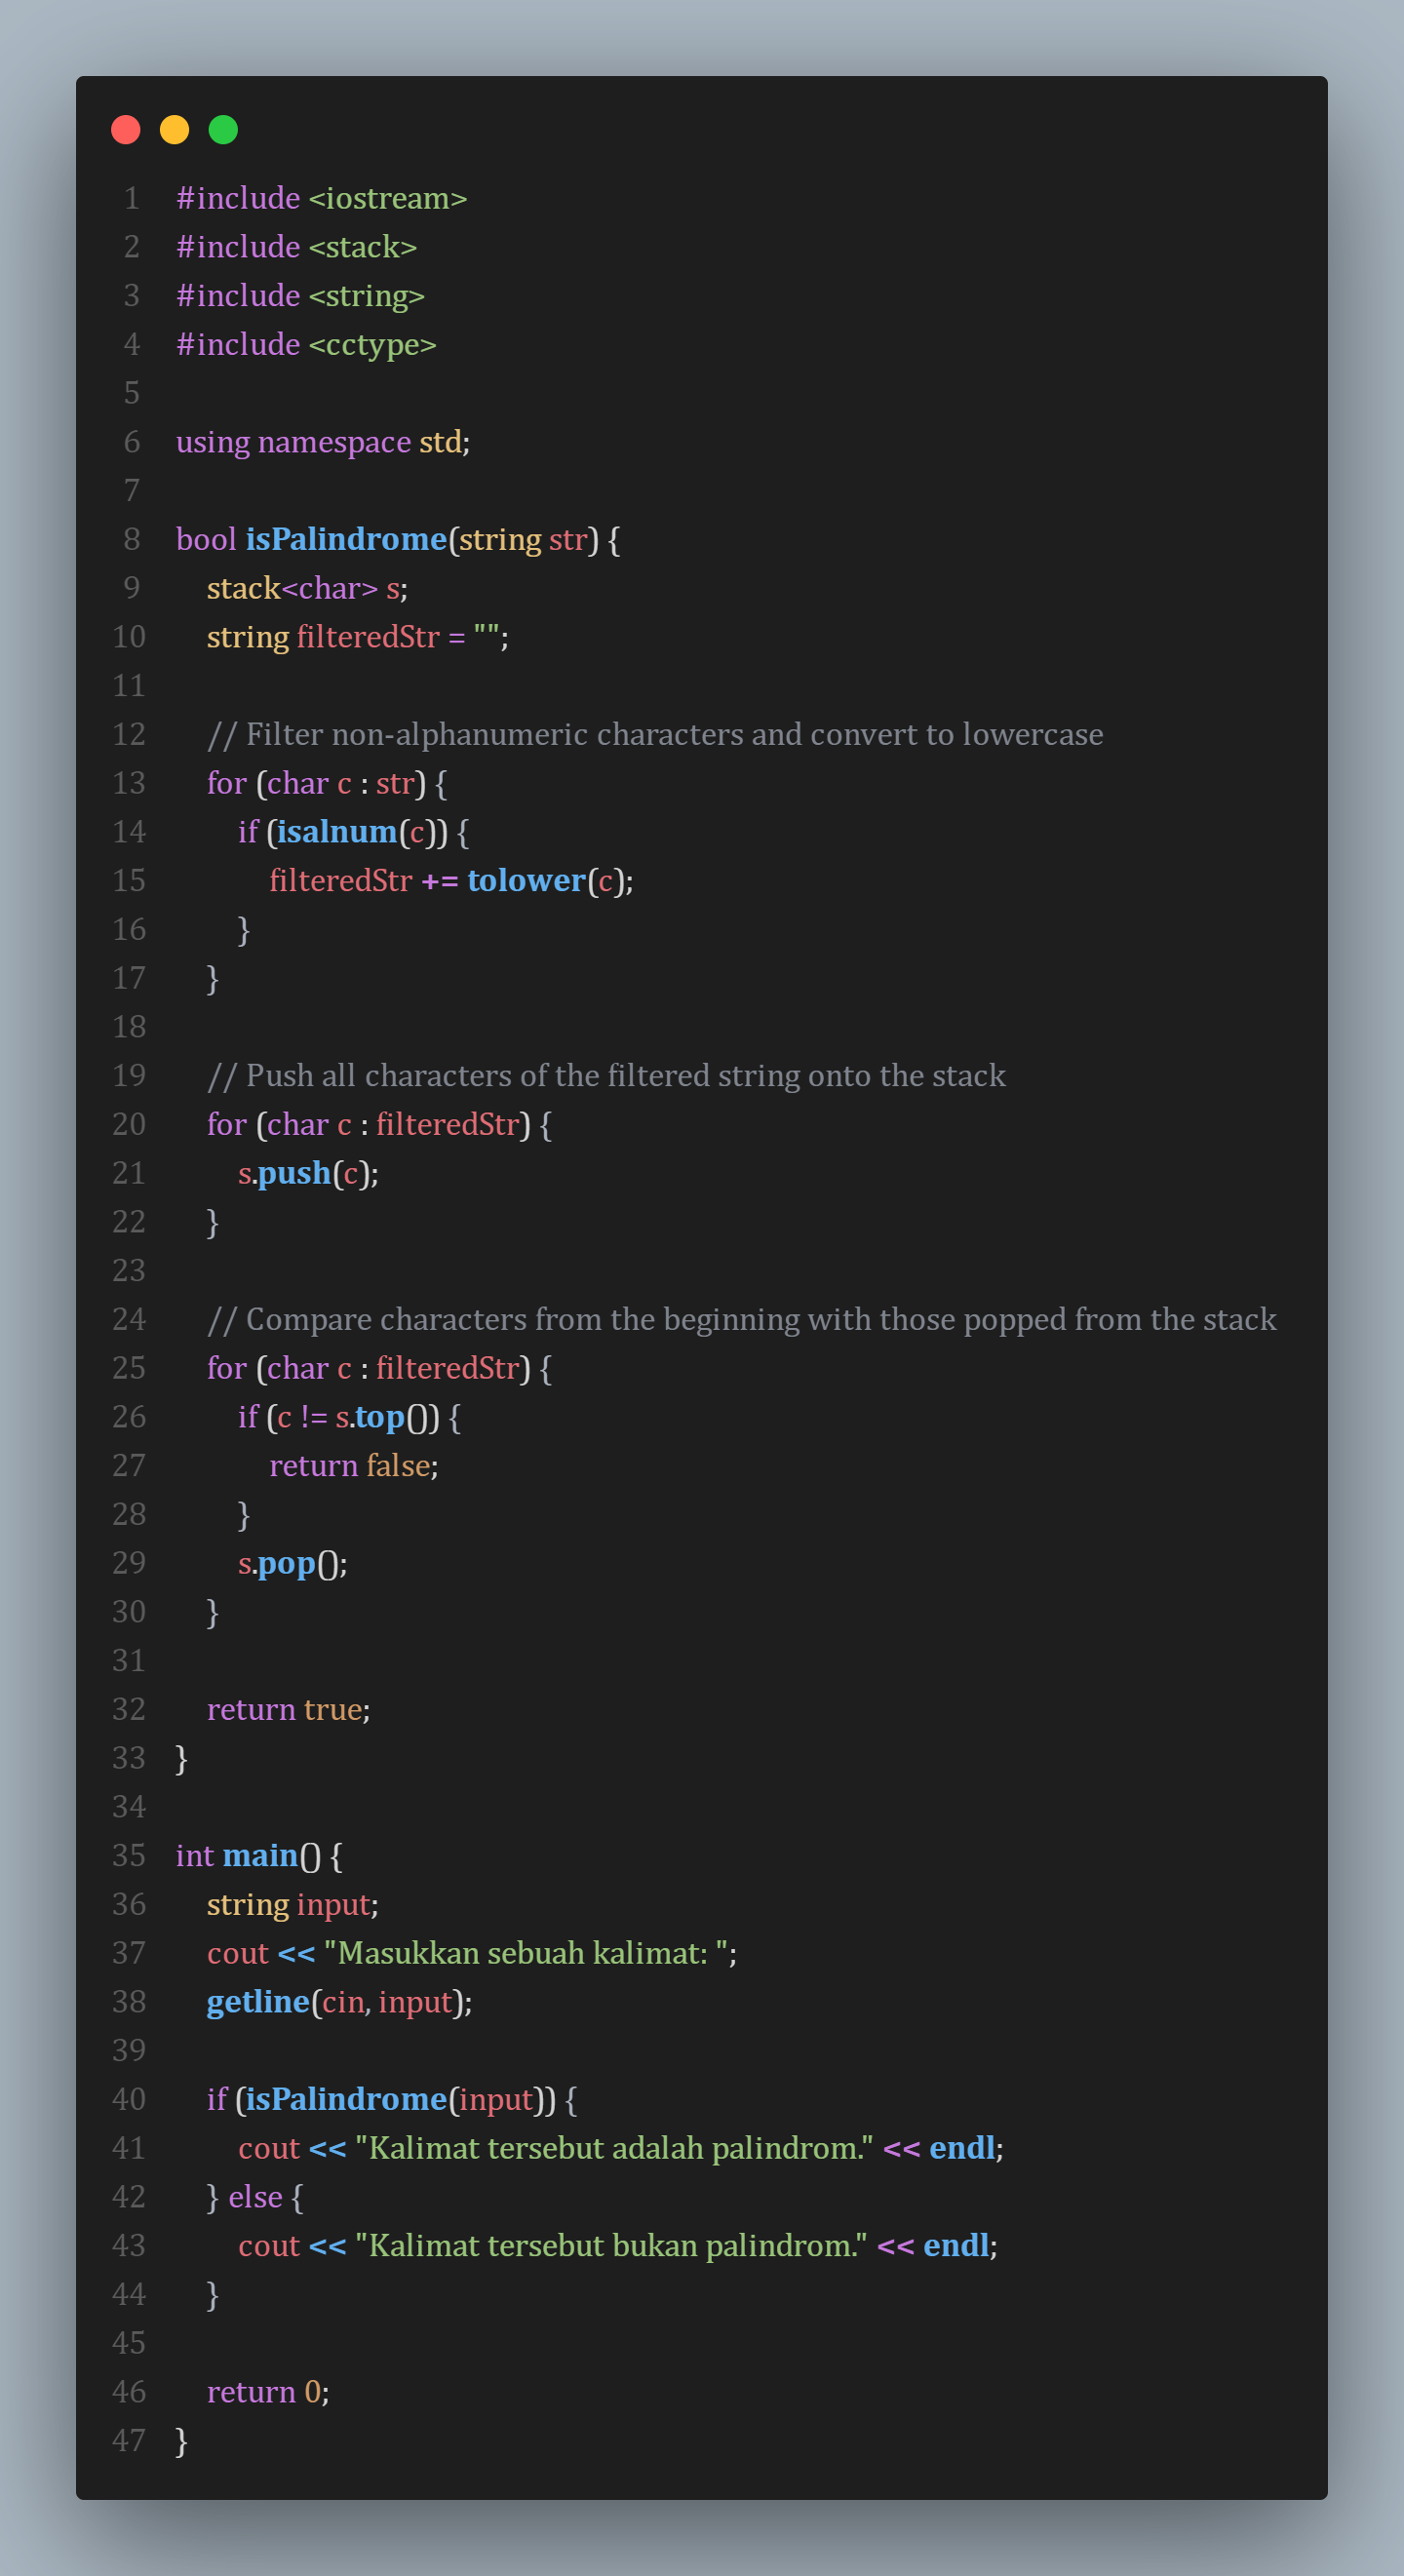 1 #include <iostream>
2 #include <stack>
3 #include <string>
4 #include <cctype>
5
6 using namespace std;
7
8 bool isPalindrome(string str) {
9     stack<char> s;
10     string filteredStr = "";
11
12     // Filter non-alphanumeric characters and convert to lowercase
13     for (char c : str) {
14         if (isalnum(c)) {
15             filteredStr += tolower(c);
16         }
17     }
18
19     // Push all characters of the filtered string onto the stack
20     for (char c : filteredStr) {
21         s.push(c);
22     }
23
24     // Compare characters from the beginning with those popped from the stack
25     for (char c : filteredStr) {
26         if (c != s.top()) {
27             return false;
28         }
29         s.pop();
30     }
31
32     return true;
33 }
34
35 int main() {
36     string input;
37     cout << "Masukkan sebuah kalimat: ";
38     getline(cin, input);
39
40     if (isPalindrome(input)) {
41         cout << "Kalimat tersebut adalah palindrom." << endl;
42     } else {
43         cout << "Kalimat tersebut bukan palindrom." << endl;
44     }
45
46     return 0;
47 }